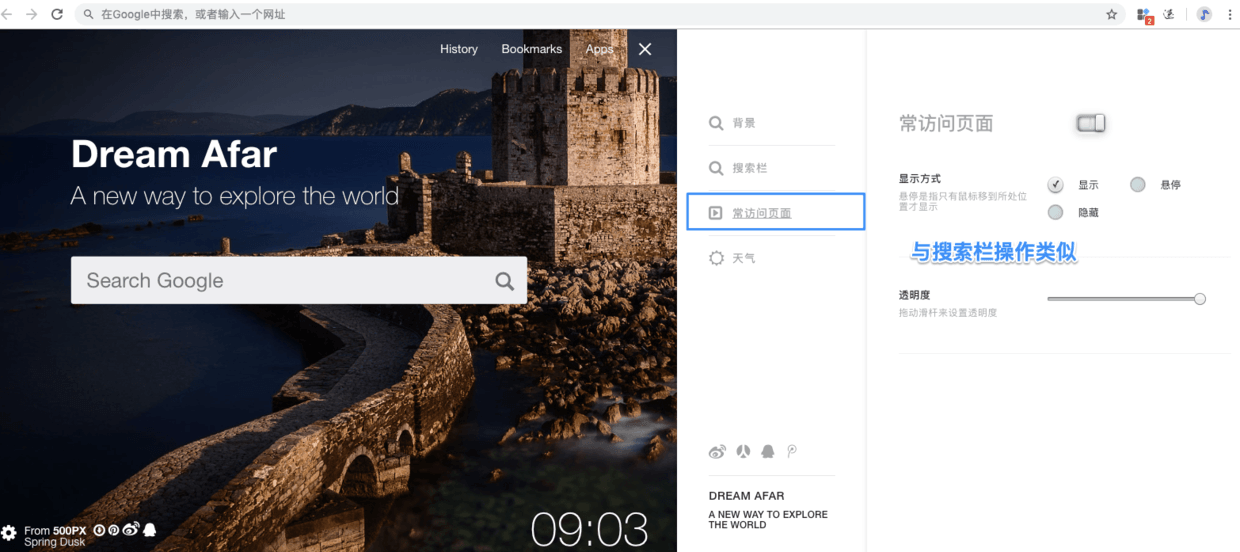 在Google中搜索，或者输入一个网址
2
History Bookmarks Apps
Dream Afar
A new way to explore the world
Search Google
From 500PX
Spring Dusk
09:03
背景
搜索栏
常访问页面
天气
DREAM AFAR
A NEW WAY TO EXPLORE
THE WORLD
常访问页面
显示方式
悬停是指只有鼠标移到所处位
置才显示
显示 悬停
隐藏
与搜索栏操作类似
透明度
拖动滑杆来设置透明度